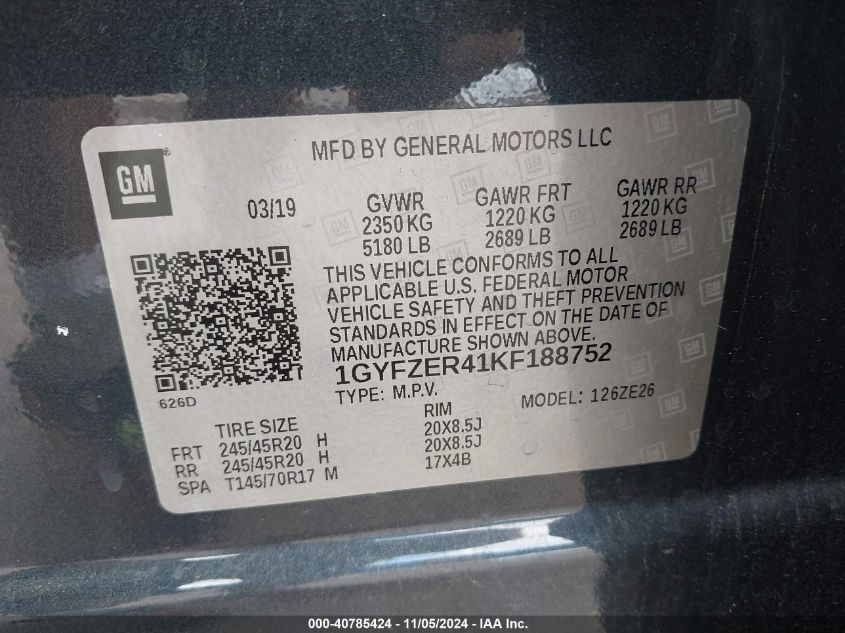 GM
MFD BY GENERAL MOTORS LLC
03/19
GVWR
2350 KG
5180 LB
GAWR FRT
1220 KG
2689 LB
GAWR RR
1220 KG
2689 LB
THIS VEHICLE CONFORMS TO ALL
APPLICABLE U.S. FEDERAL MOTOR
VEHICLE SAFETY AND THEFT PREVENTION
STANDARDS IN EFFECT ON THE DATE OF
MANUFACTURE SHOWN ABOVE.
1GYFZER41KF188752
626D
TYPE: M.P.V.
MODEL: 126ZE26
TIRE SIZE RIM
FRT 245/45R20 H 20X8.5J
RR 245/45R20 H 20X8.5J
SPA T145/70R17 M 17X4B
000-40785424 - 11/05/2024 - IAA Inc.